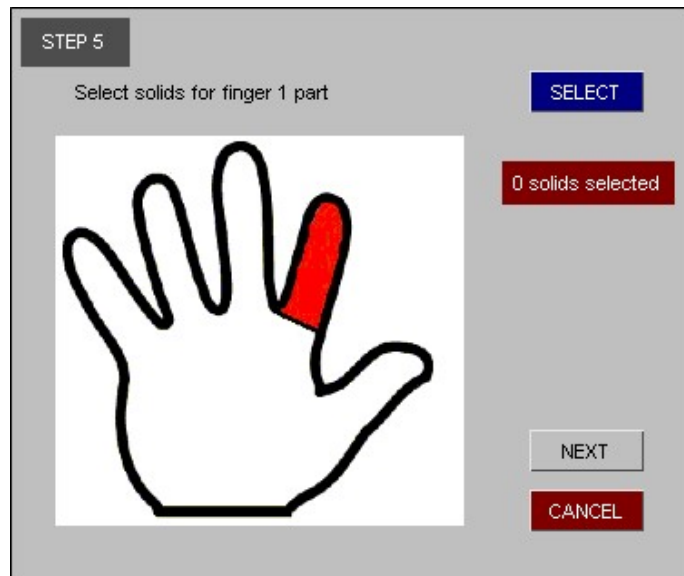 STEP 5
Select solids for finger 1 part
SELECT
0 solids selected
NEXT
CANCEL